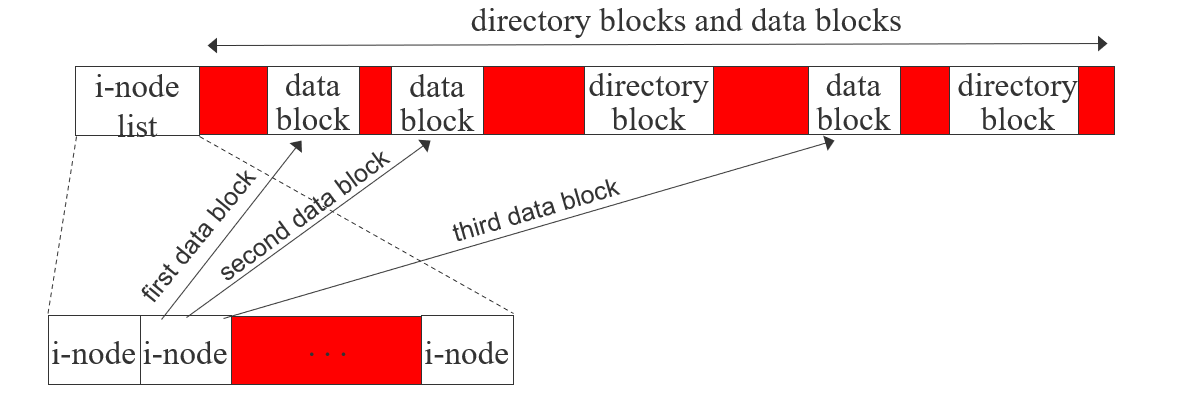 directory blocks and data blocks
i-node
list
data
block
data
block
directory
block
data
block
directory
block
first data block
second data block
third data block
i-node
i-node
. . .
i-node